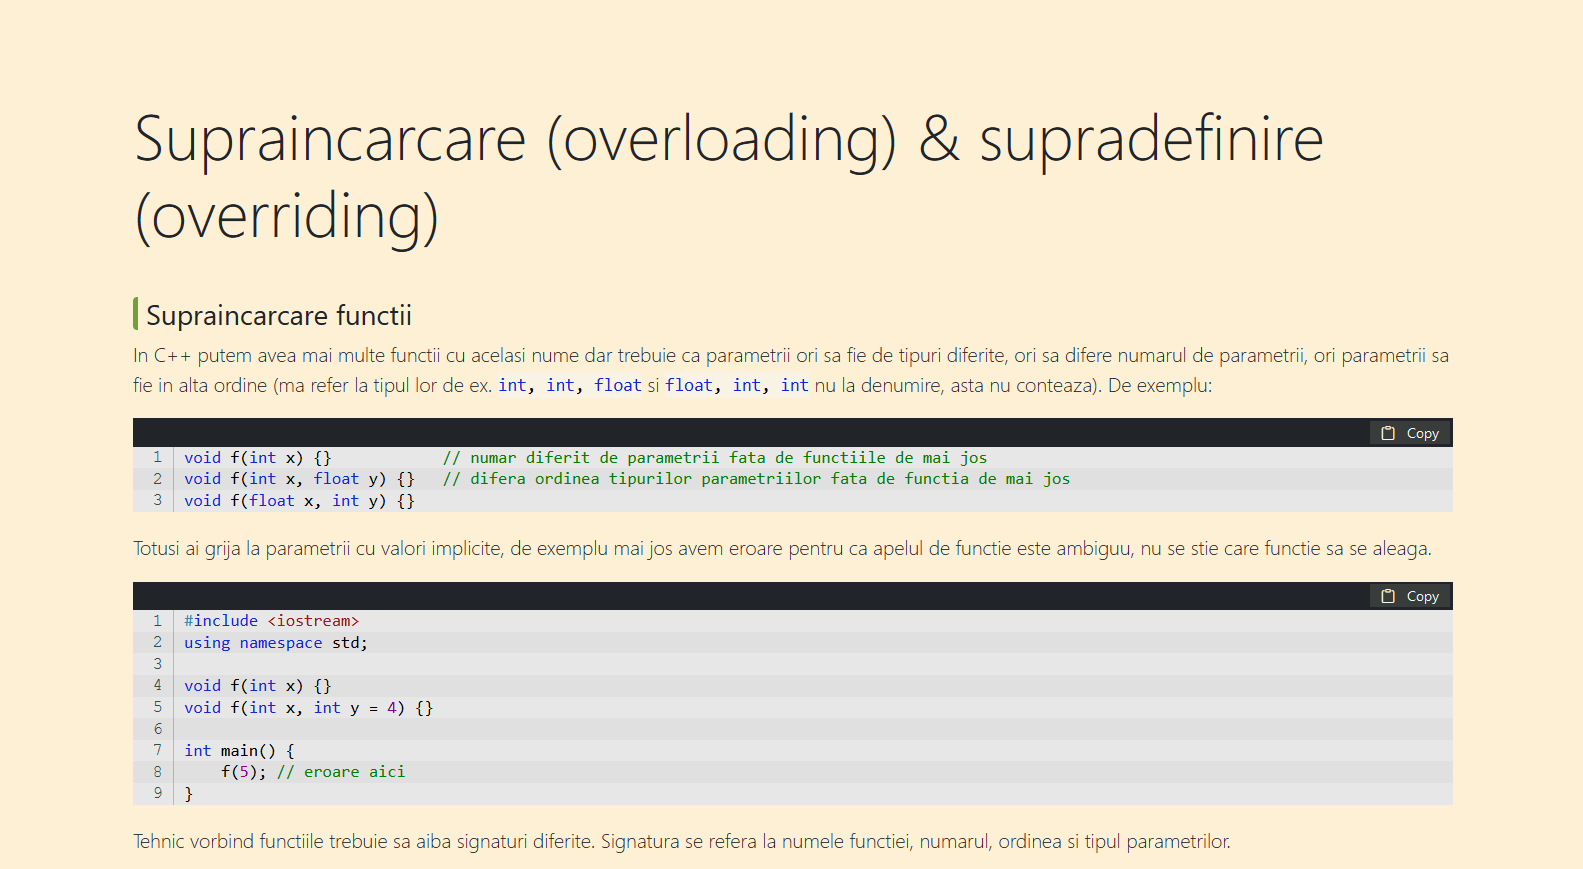 Supraincarcare (overloading) & supradefinire
(overriding)
Supraincarcare functii
In C++ putem avea mai multe functii cu acelasi nume dar trebuie ca parametrii ori sa fie de tipuri diferite, ori sa difere numarul de parametrii, ori parametrii sa
fie in alta ordine (ma refer la tipul lor de ex. int, int, float si float, int, int nu la denumire, asta nu conteaza). De exemplu:
Copy
1 void f(int x) {}            // numar diferit de parametrii fata de functiile de mai jos
2 void f(int x, float y) {}   // difera ordinea tipurilor parametriilor fata de functia de mai jos
3 void f(float x, int y) {}
Totusi ai grija la parametrii cu valori implicite, de exemplu mai jos avem eroare pentru ca apelul de functie este ambiguu, nu se stie care functie sa se aleaga.
Copy
1 #include <iostream>
2 using namespace std;
3
4 void f(int x) {}
5 void f(int x, int y = 4) {}
6
7 int main() {
8     f(5); // eroare aici
9 }
Tehnic vorbind functiile trebuie sa aiba signaturi diferite. Signatura se refera la numele functiei, numarul, ordinea si tipul parametrilor.